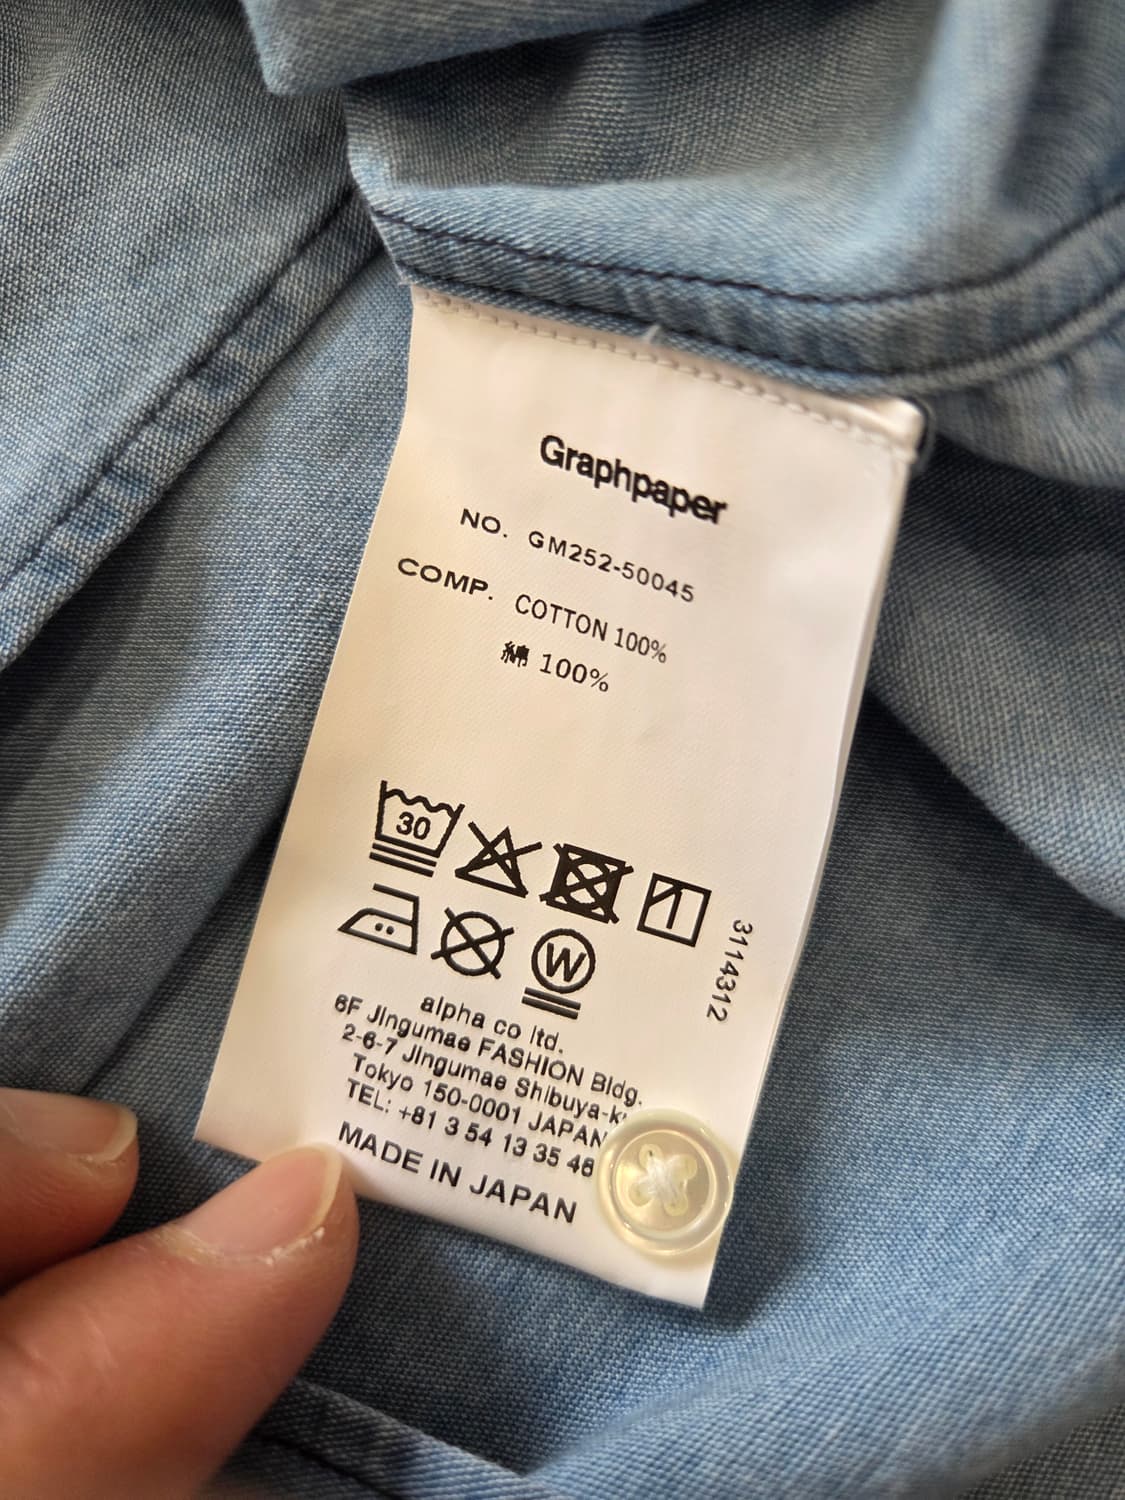 Graphpaper
NO. GM252-50045
COMP. COTTON 100%
綿 100%
30
W
3114312
alpha co ltd.
6F Jingumae FASHION Bldg.
2-6-7 Jingumae Shibuya-k
Tokyo 150-0001 JAPAN
TEL: +81 3 54 13 35 46
MADE IN JAPAN